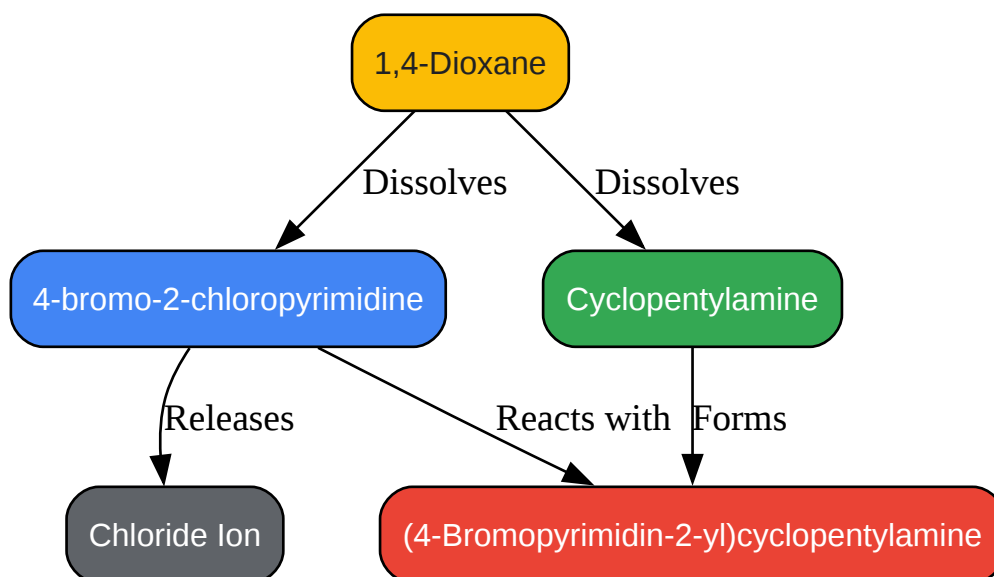 1,4-Dioxane
Dissolves
Dissolves
4-bromo-2-chloropyrimidine
Cyclopentylamine
Releases
Reacts with
Forms
Chloride Ion
(4-Bromopyrimidin-2-yl)cyclopentylamine